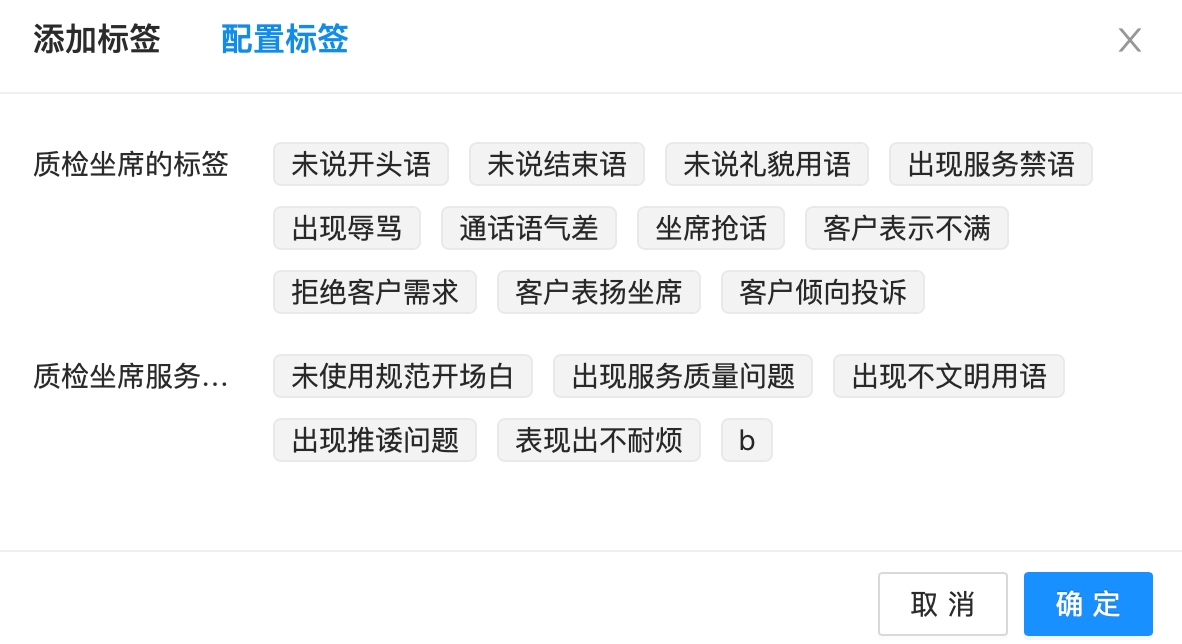 添加标签 配置标签
质检坐席的标签 未说开头语 未说结束语 未说礼貌用语 出现服务禁语
出现辱骂 通话语气差 坐席抢话 客户表示不满
拒绝客户需求 客户表扬坐席 客户倾向投诉
质检坐席服务... 未使用规范开场白 出现服务质量问题 出现不文明用语
出现推诿问题 表现出不耐烦 b
取 消 确 定